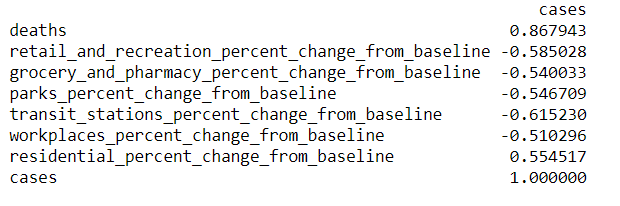 cases
deaths 0.867943
retail_and_recreation_percent_change_from_baseline -0.585028
grocery_and_pharmacy_percent_change_from_baseline -0.540033
parks_percent_change_from_baseline -0.546709
transit_stations_percent_change_from_baseline -0.615230
workplaces_percent_change_from_baseline -0.510296
residential_percent_change_from_baseline 0.554517
cases 1.000000